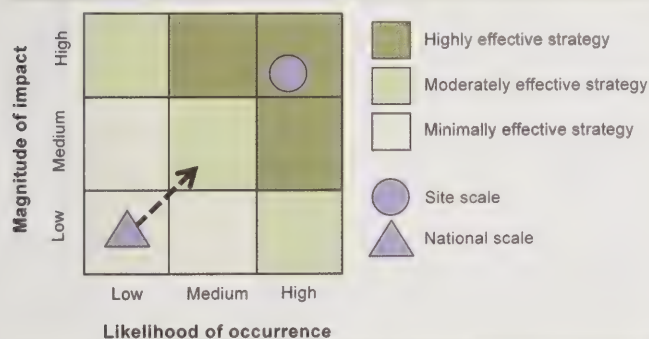 Magnitude of impact
High
Medium
Low
Low Medium High
Likelihood of occurrence
Highly effective strategy
Moderately effective strategy
Minimally effective strategy
Site scale
National scale